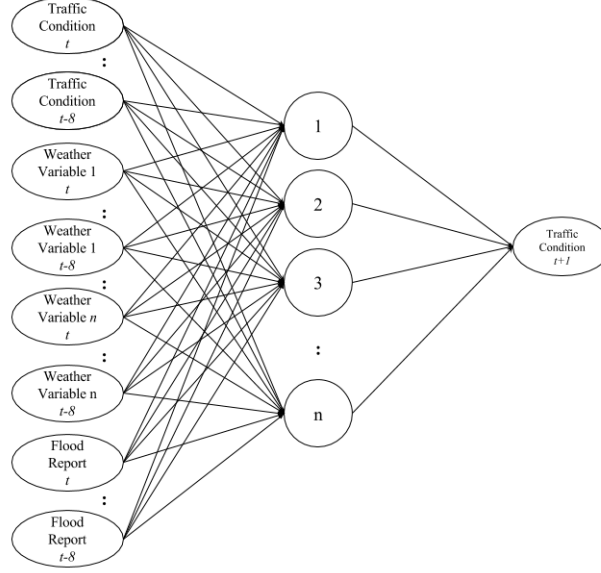 Traffic
Condition
t
:
Traffic
Condition
t-8
Weather
Variable 1
t
:
Weather
Variable 1
t-8
:
Weather
Variable n
t
:
Weather
Variable n
t-8
Flood
Report
t
:
Flood
Report
t-8
1
2
3
:
n
Traffic
Condition
t+1